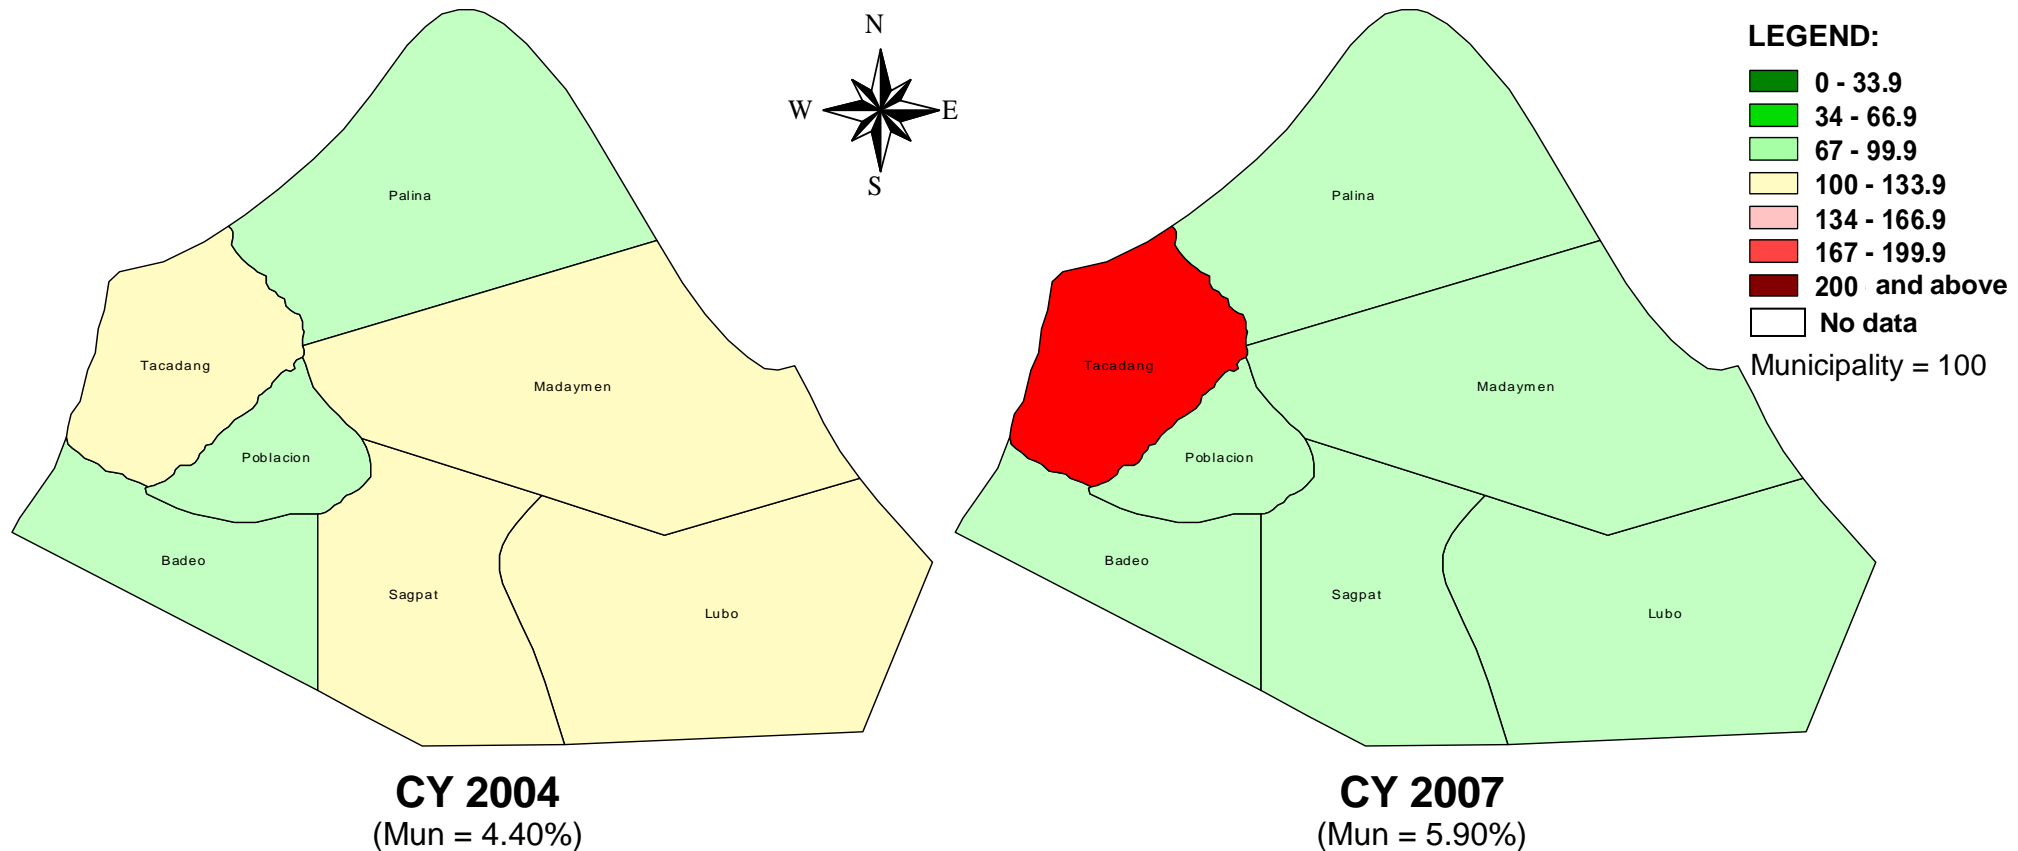 N
W
E
S
Palina
Tacadang
Madaymen
Poblacion
Badeo
Sagpat
Lubo
CY 2004
(Mun = 4.40%)
Palina
Tacadang
Madaymen
Poblacion
Badeo
Sagpat
Lubo
CY 2007
(Mun = 5.90%)
LEGEND:
0 - 33.9
34 - 66.9
67 - 99.9
100 - 133.9
134 - 166.9
167 - 199.9
200 and above
No data
Municipality = 100